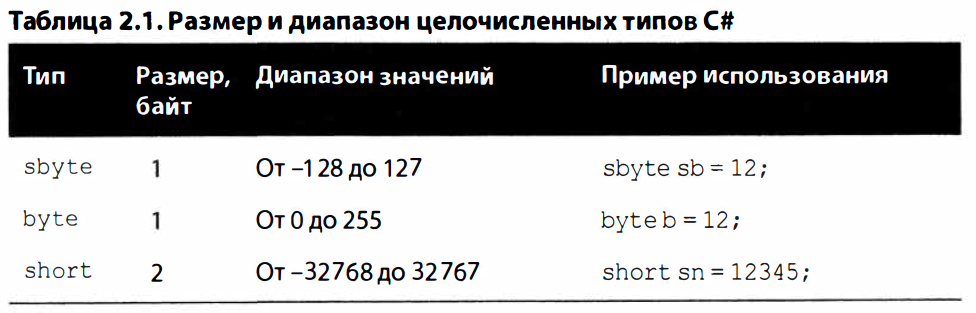 Таблица 2.1. Размер и диапазон целочисленных типов C#
Тип Размер, байт Диапазон значений Пример использования
sbyte 1 От –128 до 127 sbyte sb = 12;
byte 1 От 0 до 255 byte b = 12;
short 2 От –32768 до 32767 short sn = 12345;